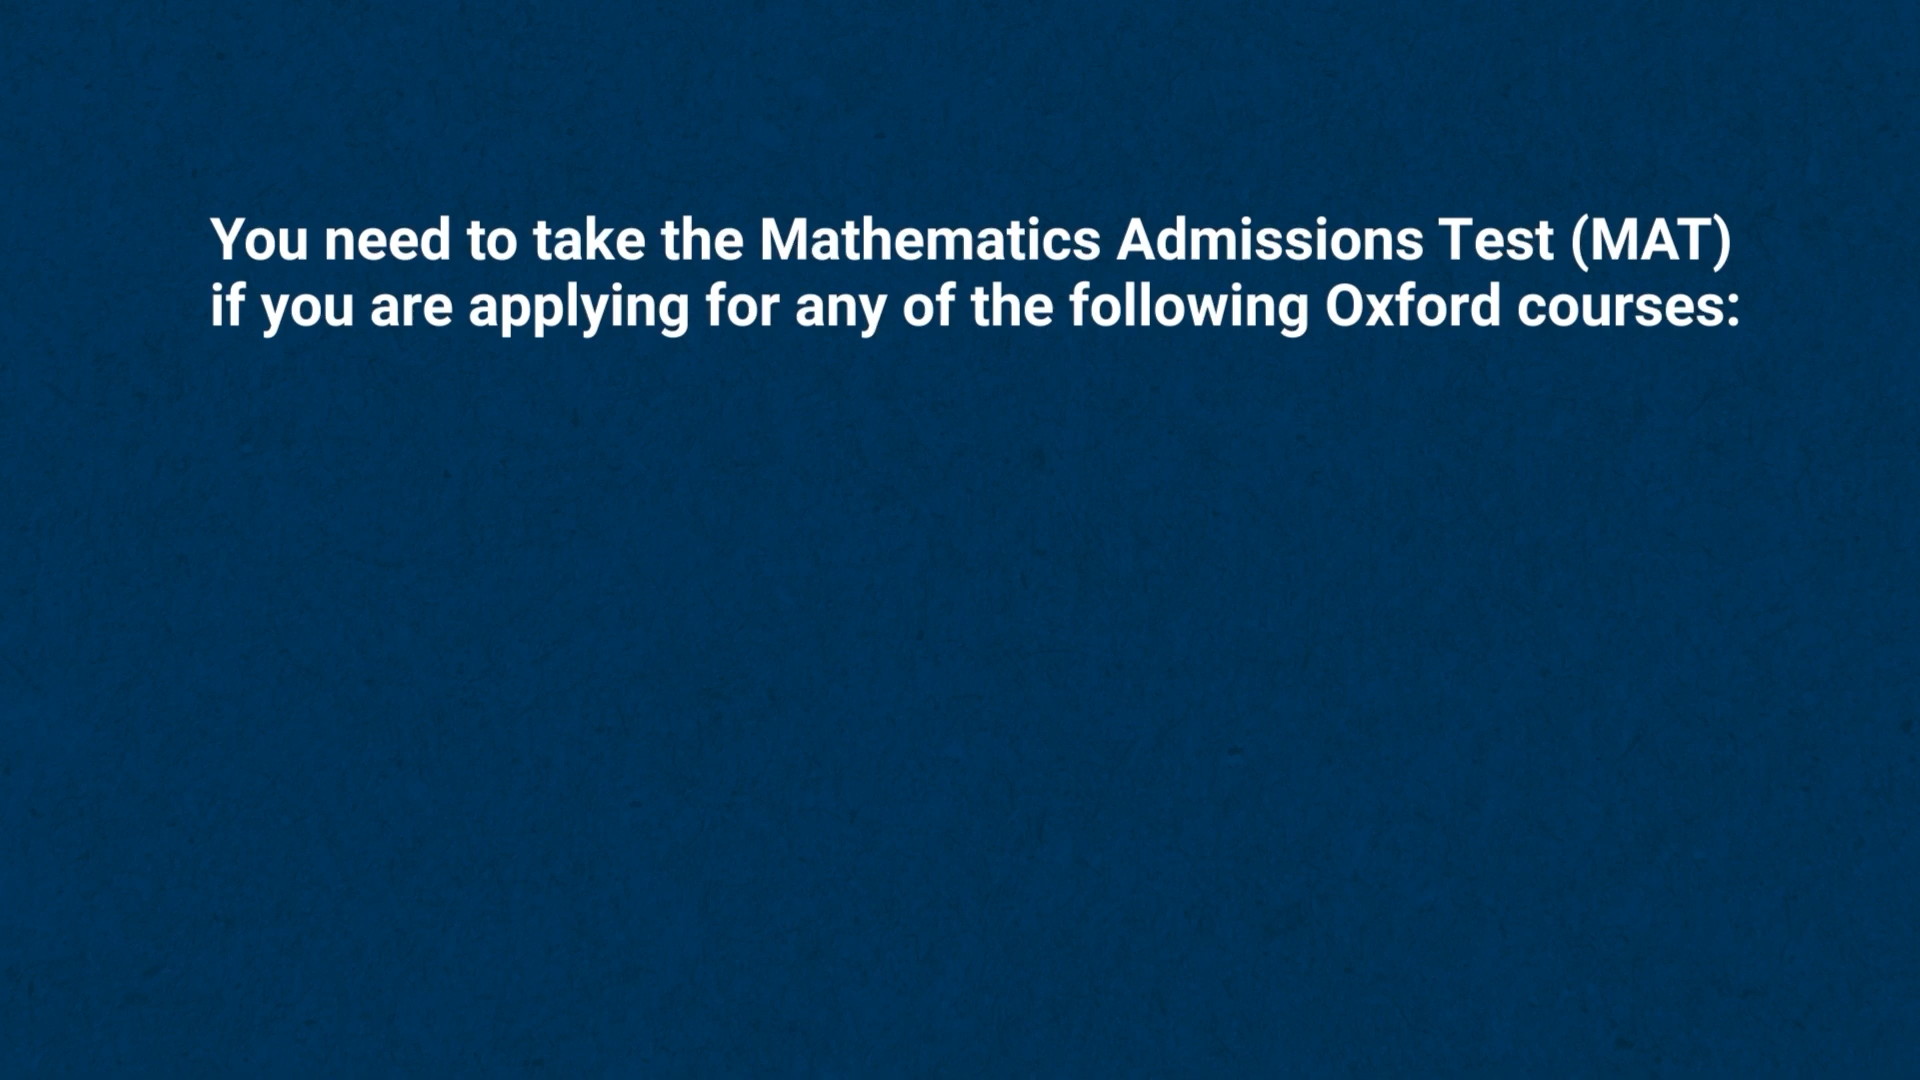 You need to take the Mathematics Admissions Test (MAT)
if you are applying for any of the following Oxford courses: